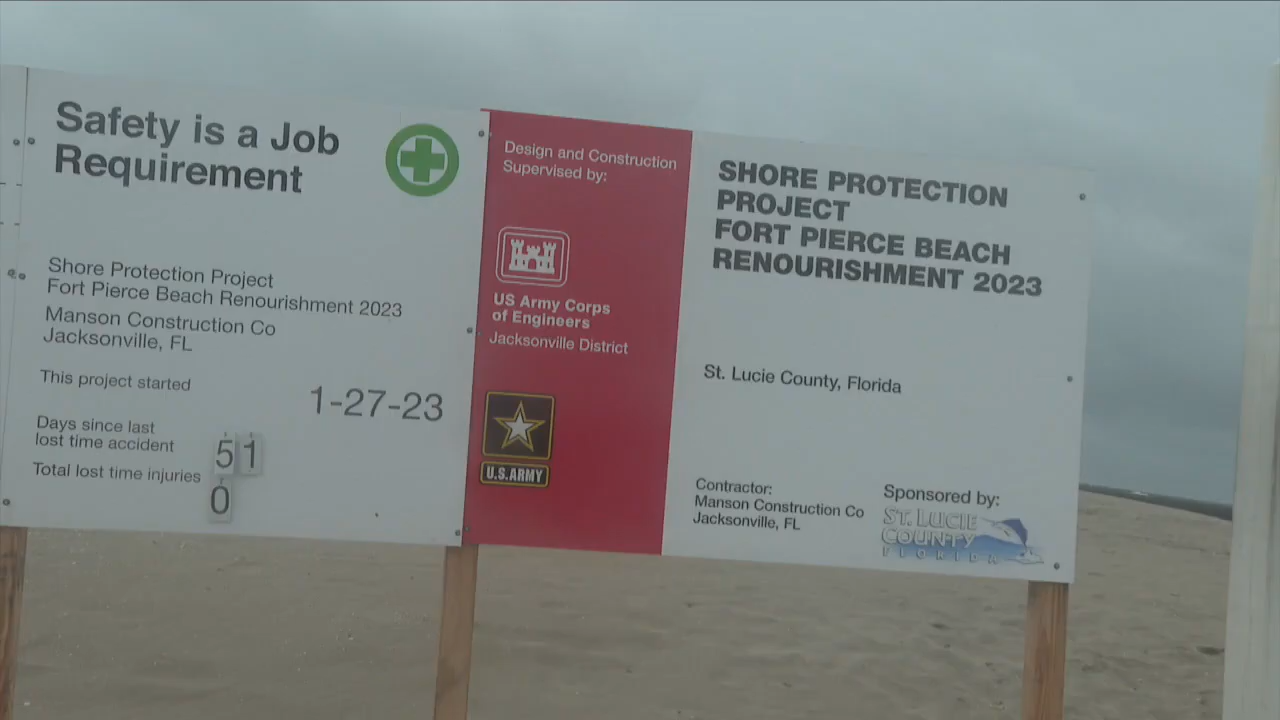 Safety is a Job
Requirement
Shore Protection Project
Fort Pierce Beach Renourishment 2023
Manson Construction Co
Jacksonville, FL
This project started
1-27-23
Days since last
lost time accident
51
Total lost time injuries
0
Design and Construction
Supervised by:
US Army Corps
of Engineers
Jacksonville District
U.S.ARMY
SHORE PROTECTION
PROJECT
FORT PIERCE BEACH
RENOURISHMENT 2023
St. Lucie County, Florida
Contractor:
Manson Construction Co
Jacksonville, FL
Sponsored by:
ST. LUCIE
COUNTY
FLORIDA